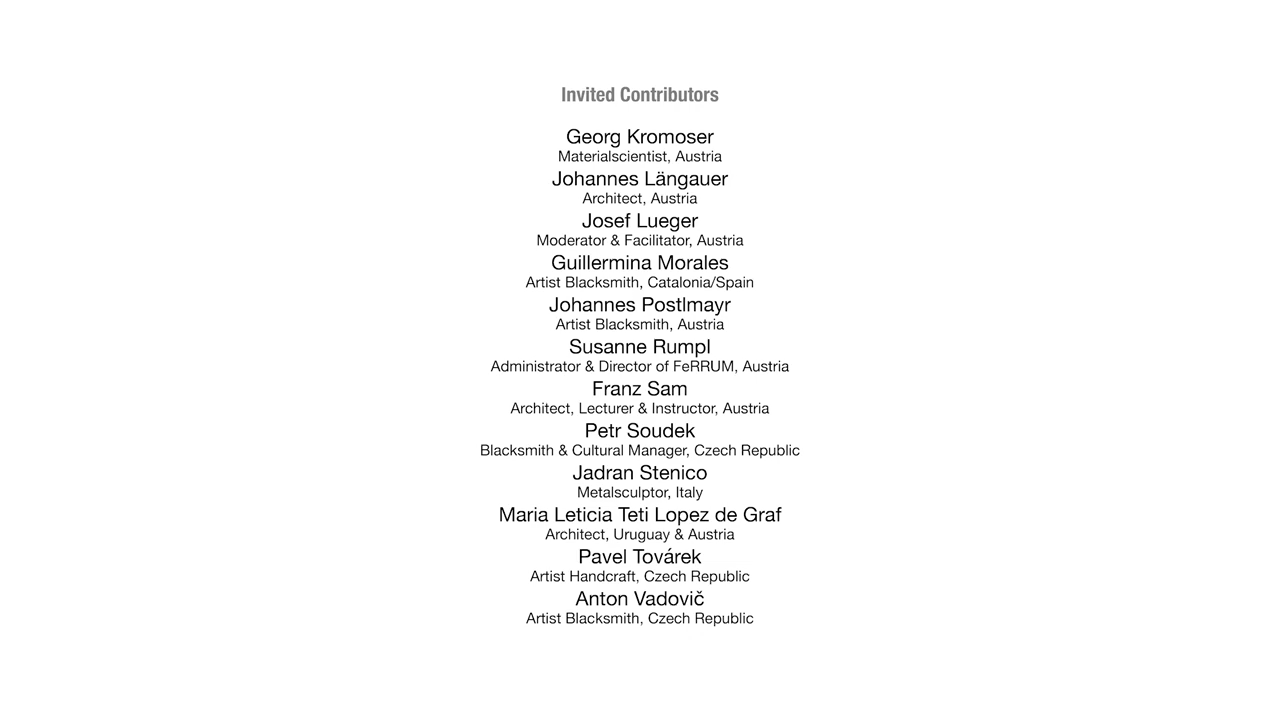 Invited Contributors
Georg Kromoser
Materialscientist, Austria
Johannes Längauer
Architect, Austria
Josef Lueger
Moderator & Facilitator, Austria
Guillermina Morales
Artist Blacksmith, Catalonia/Spain
Johannes Postlmayr
Artist Blacksmith, Austria
Susanne Rumpl
Administrator & Director of FeRRUM, Austria
Franz Sam
Architect, Lecturer & Instructor, Austria
Petr Soudek
Blacksmith & Cultural Manager, Czech Republic
Jadran Stenico
Metalsculptor, Italy
Maria Leticia Teti Lopez de Graf
Architect, Uruguay & Austria
Pavel Továrek
Artist Handcraft, Czech Republic
Anton Vadovič
Artist Blacksmith, Czech Republic